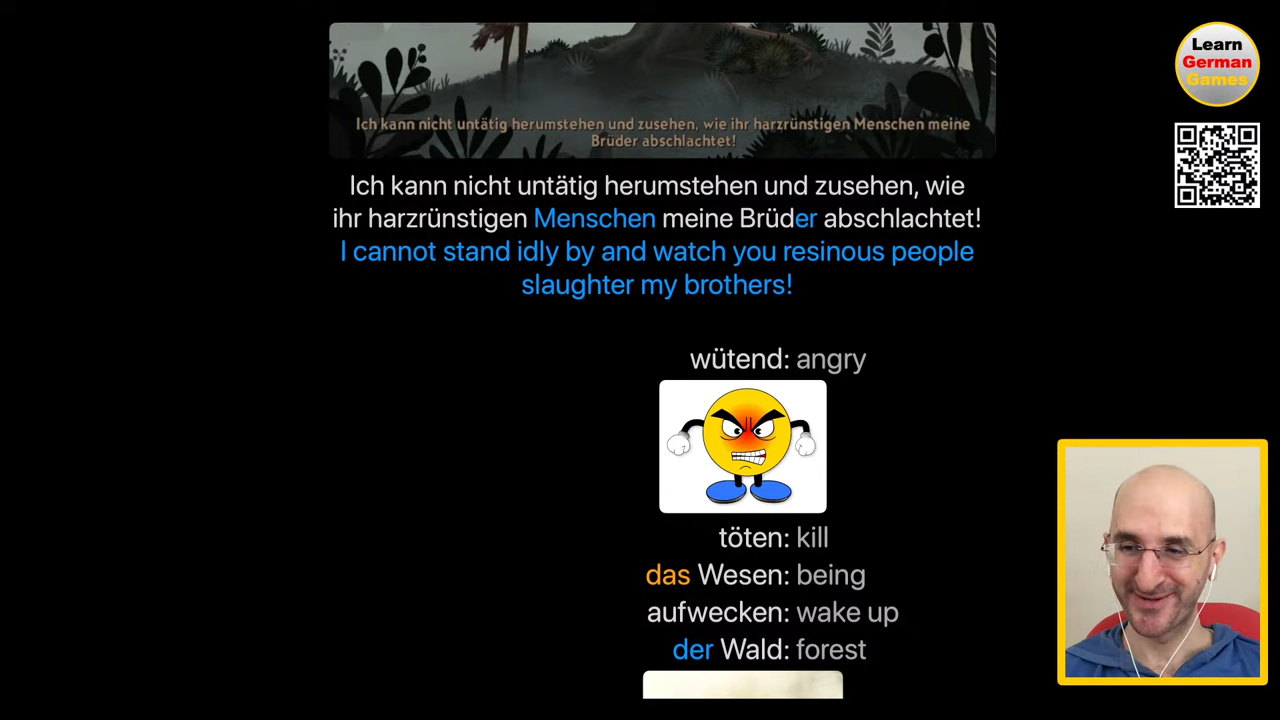 Learn
German
Games
Ich kann nicht untätig herumstehen und zusehen, wie ihr harzrünstigen Menschen meine
Brüder abschlachtet!
Ich kann nicht untätig herumstehen und zusehen, wie
ihr harzrünstigen Menschen meine Brüder abschlachtet!
I cannot stand idly by and watch you resinous people
slaughter my brothers!
wütend: angry
töten: kill
das Wesen: being
aufwecken: wake up
der Wald: forest